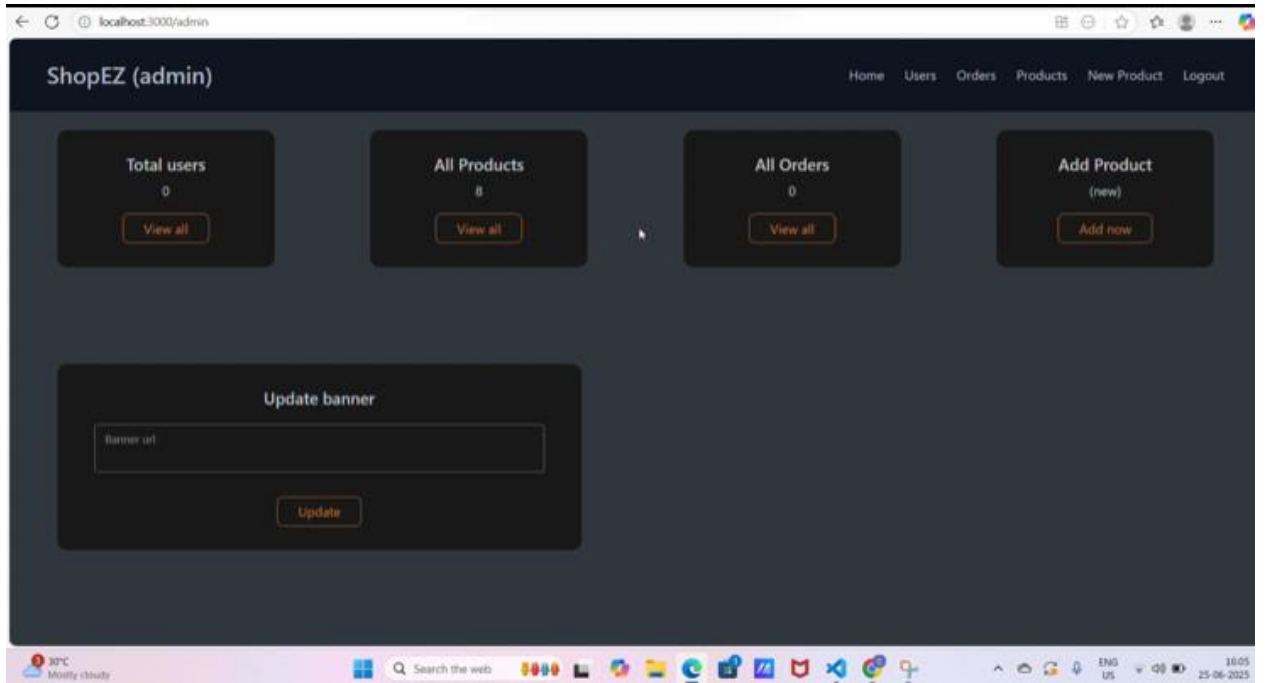 localhost:3000/admin
ShopEZ (admin)
Home Users Orders Products New Product Logout
Total users
0
View all
All Products
8
View all
All Orders
0
View all
Add Product
(new)
Add now
Update banner
Banner url
Update
3
30°C
Mostly cloudy
Search the web
ENG
US
16:05
25-06-2025